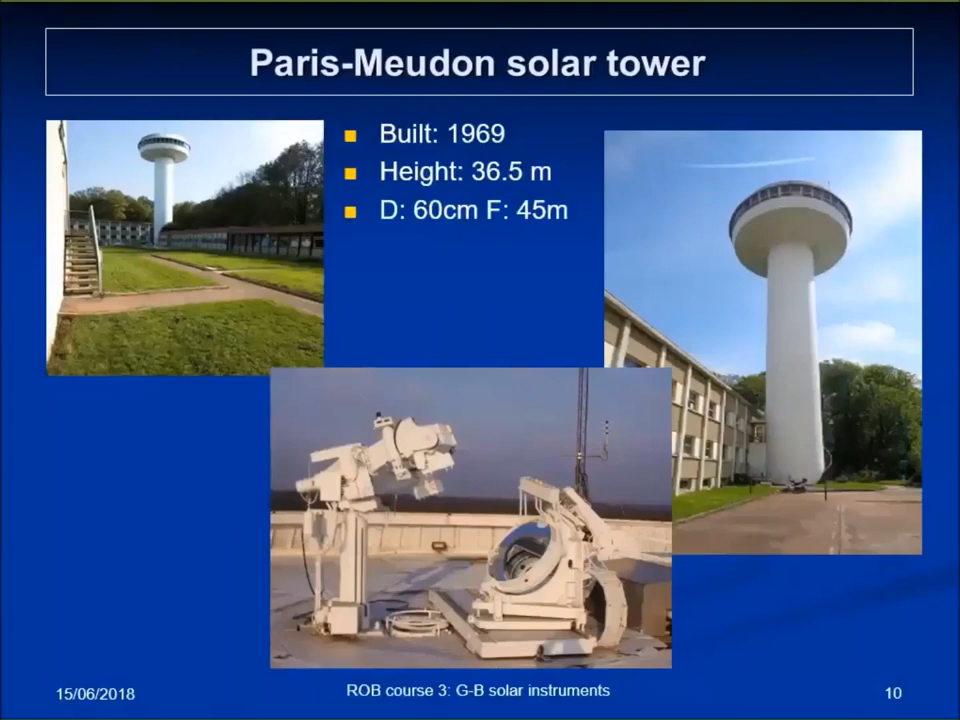 Paris-Meudon solar tower
Built: 1969
Height: 36.5 m
D: 60cm F: 45m
15/06/2018
ROB course 3: G-B solar instruments
10